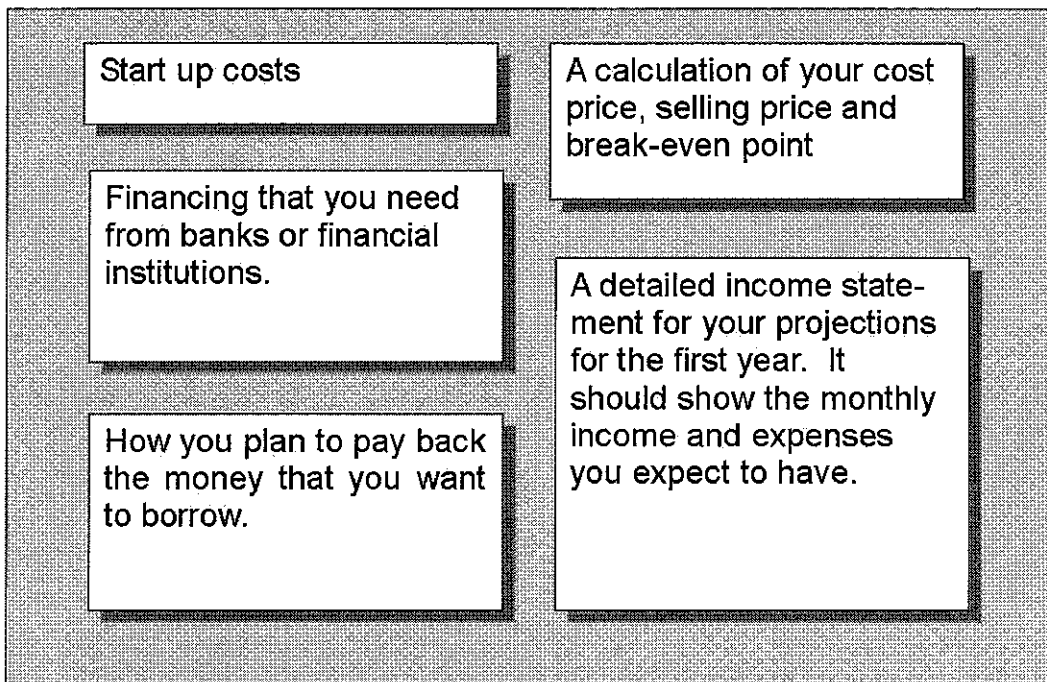 Start up costs
Financing that you need
from banks or financial
institutions.
How you plan to pay back
the money that you want
to borrow.
A calculation of your cost
price, selling price and
break-even point
A detailed income state-
ment for your projections
for the first year. It
should show the monthly
income and expenses
you expect to have.